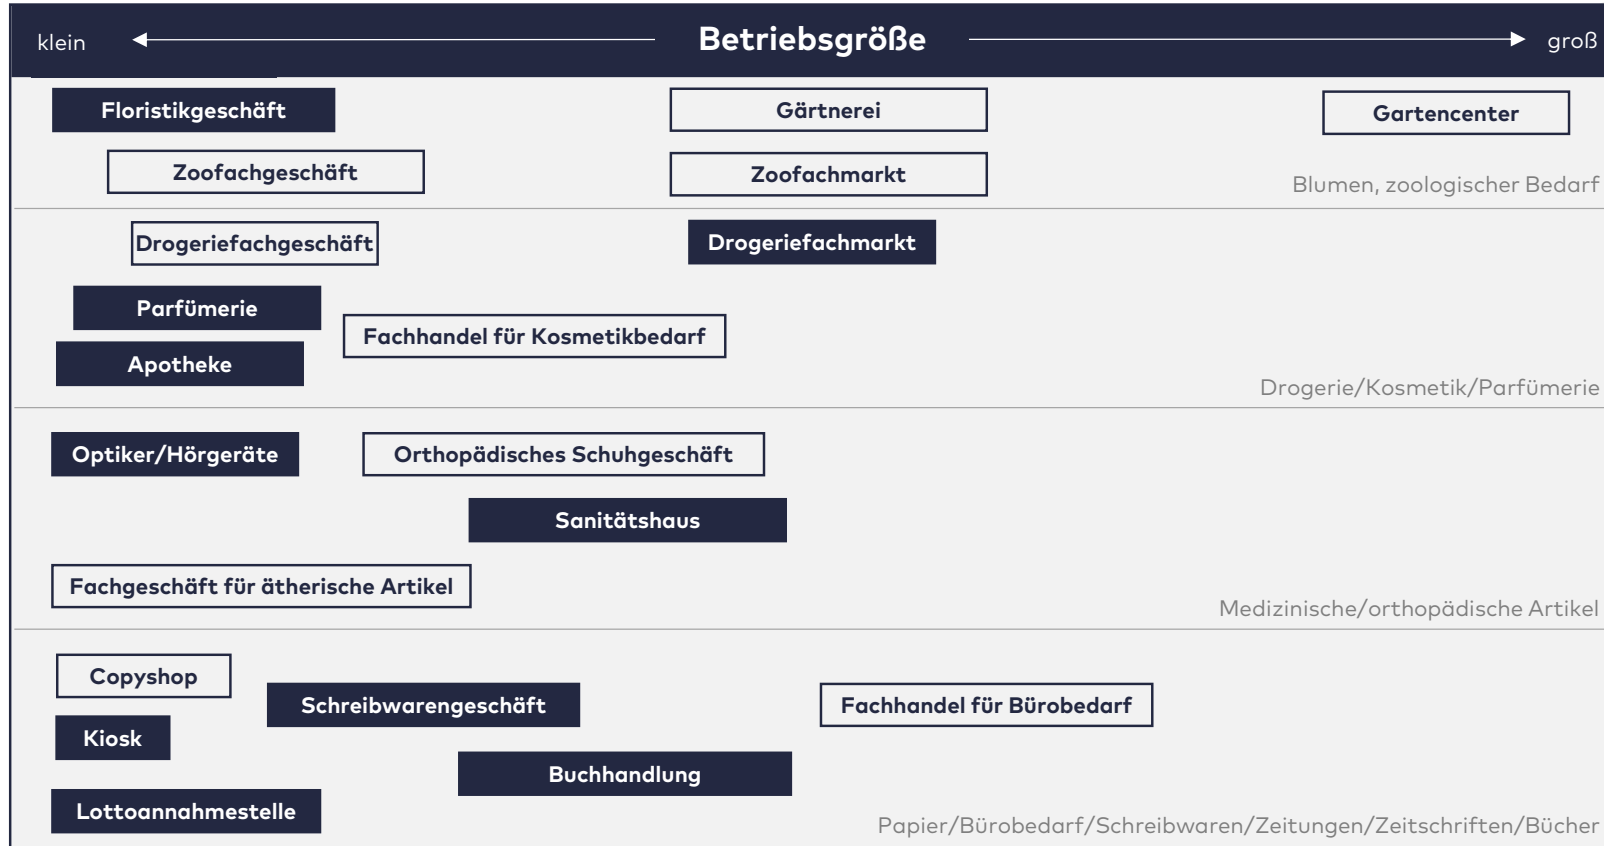 klein
Betriebsgröße
groß
Floristikgeschäft
Gärtnerei
Gartencenter
Zoofachgeschäft
Zoofachmarkt
Blumen, zoologischer Bedarf
Drogeriefachgeschäft
Drogeriefachmarkt
Parfümerie
Fachhandel für Kosmetikbedarf
Apotheke
Drogerie/Kosmetik/Parfümerie
Optiker/Hörgeräte
Orthopädisches Schuhgeschäft
Sanitätshaus
Fachgeschäft für ätherische Artikel
Medizinische/orthopädische Artikel
Copyshop
Schreibwarengeschäft
Fachhandel für Bürobedarf
Kiosk
Buchhandlung
Lottoannahmestelle
Papier/Bürobedarf/Schreibwaren/Zeitungen/Zeitschriften/Bücher